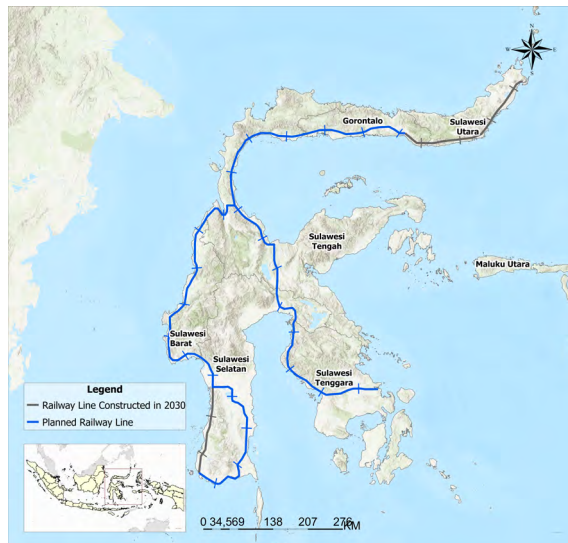 N
W
E
S
Gorontalo
Sulawesi
Utara
Sulawesi
Tengah
Maluku Utara
Sulawesi
Barat
Sulawesi
Selatan
Sulawesi
Tenggara
Legend
Railway Line Constructed in 2030
Planned Railway Line
0 34,569 138 207 276
KM